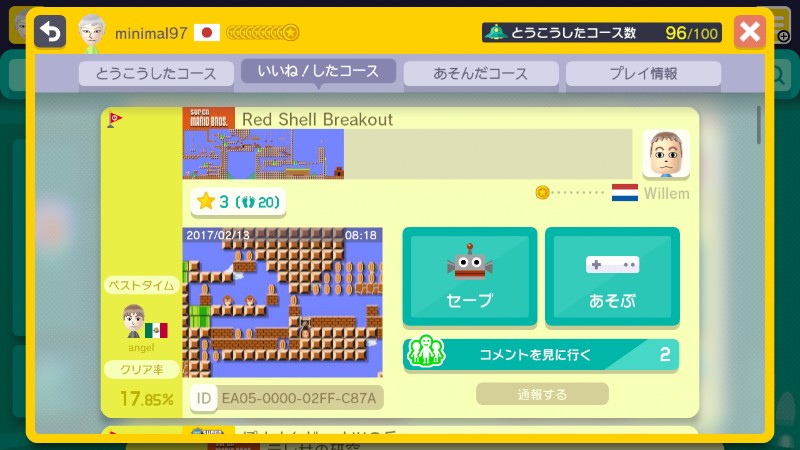 minimal97
とうこうしたコース数 96/100
とうこうしたコース
いいね！したコース
あそんだコース
プレイ情報
SUPER MARIO BROS.
Red Shell Breakout
3 (20)
Willem
2017/02/13 08:18
ベストタイム
angel
クリア率
17.85%
セーブ
あそぶ
コメントを見に行く 2
ID EA05-0000-02FF-C87A
通報する